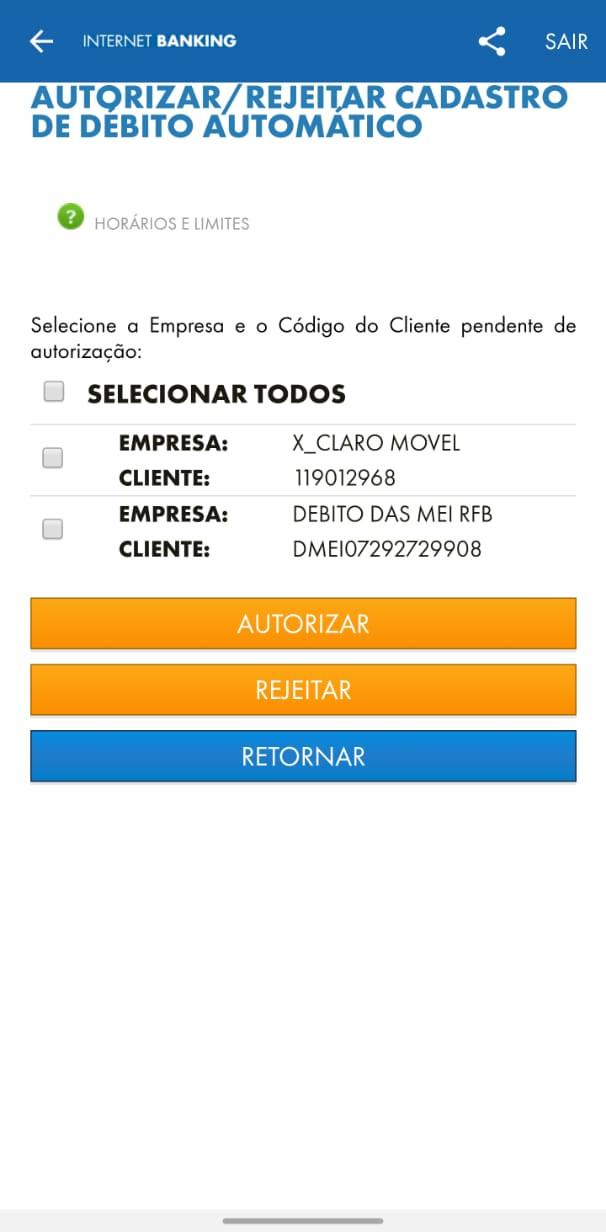 INTERNET BANKING
SAIR
AUTORIZAR/REJEITAR CADASTRO
DE DÉBITO AUTOMÁTICO
?
HORÁRIOS E LIMITES
Selecione a Empresa e o Código do Cliente pendente de
autorização:
SELECIONAR TODOS
EMPRESA: X_CLARO MOVEL
CLIENTE: 119012968
EMPRESA: DEBITO DAS MEI RFB
CLIENTE: DMEI07292729908
AUTORIZAR
REJEITAR
RETORNAR